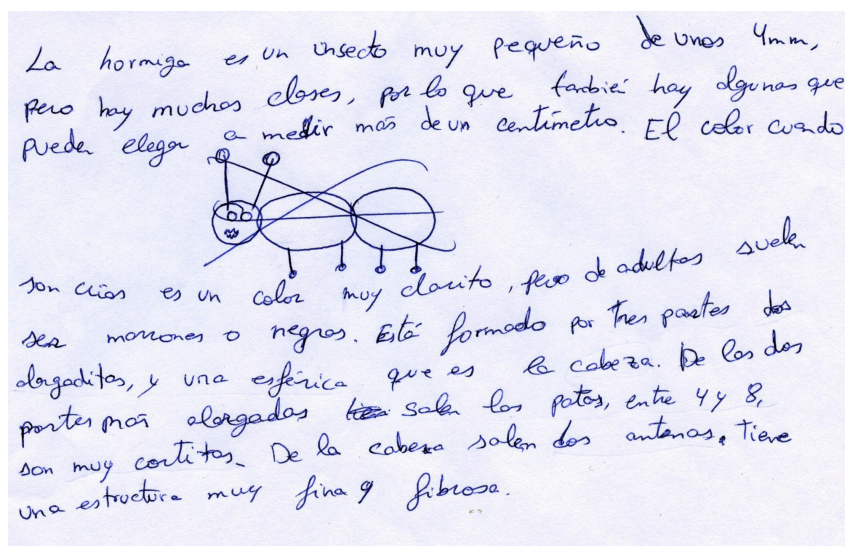 La hormiga es un insecto muy pequeño de unos 4mm,
pero hay muchas clases, por lo que también hay algunas que
pueden elegar a medir más de un centímetro. El color cuando
son crias es un color muy clarito, pero de adultas suelen
ser marrones o negras. Está formado por tres partes dos
alargaditas, y una esférica que es la cabeza. De las dos
partes más alargadas salen las patas, entre 4 y 8,
son muy cortitas. De la cabeza salen dos antenas. Tiene
una estructura muy fina y fibrosa.